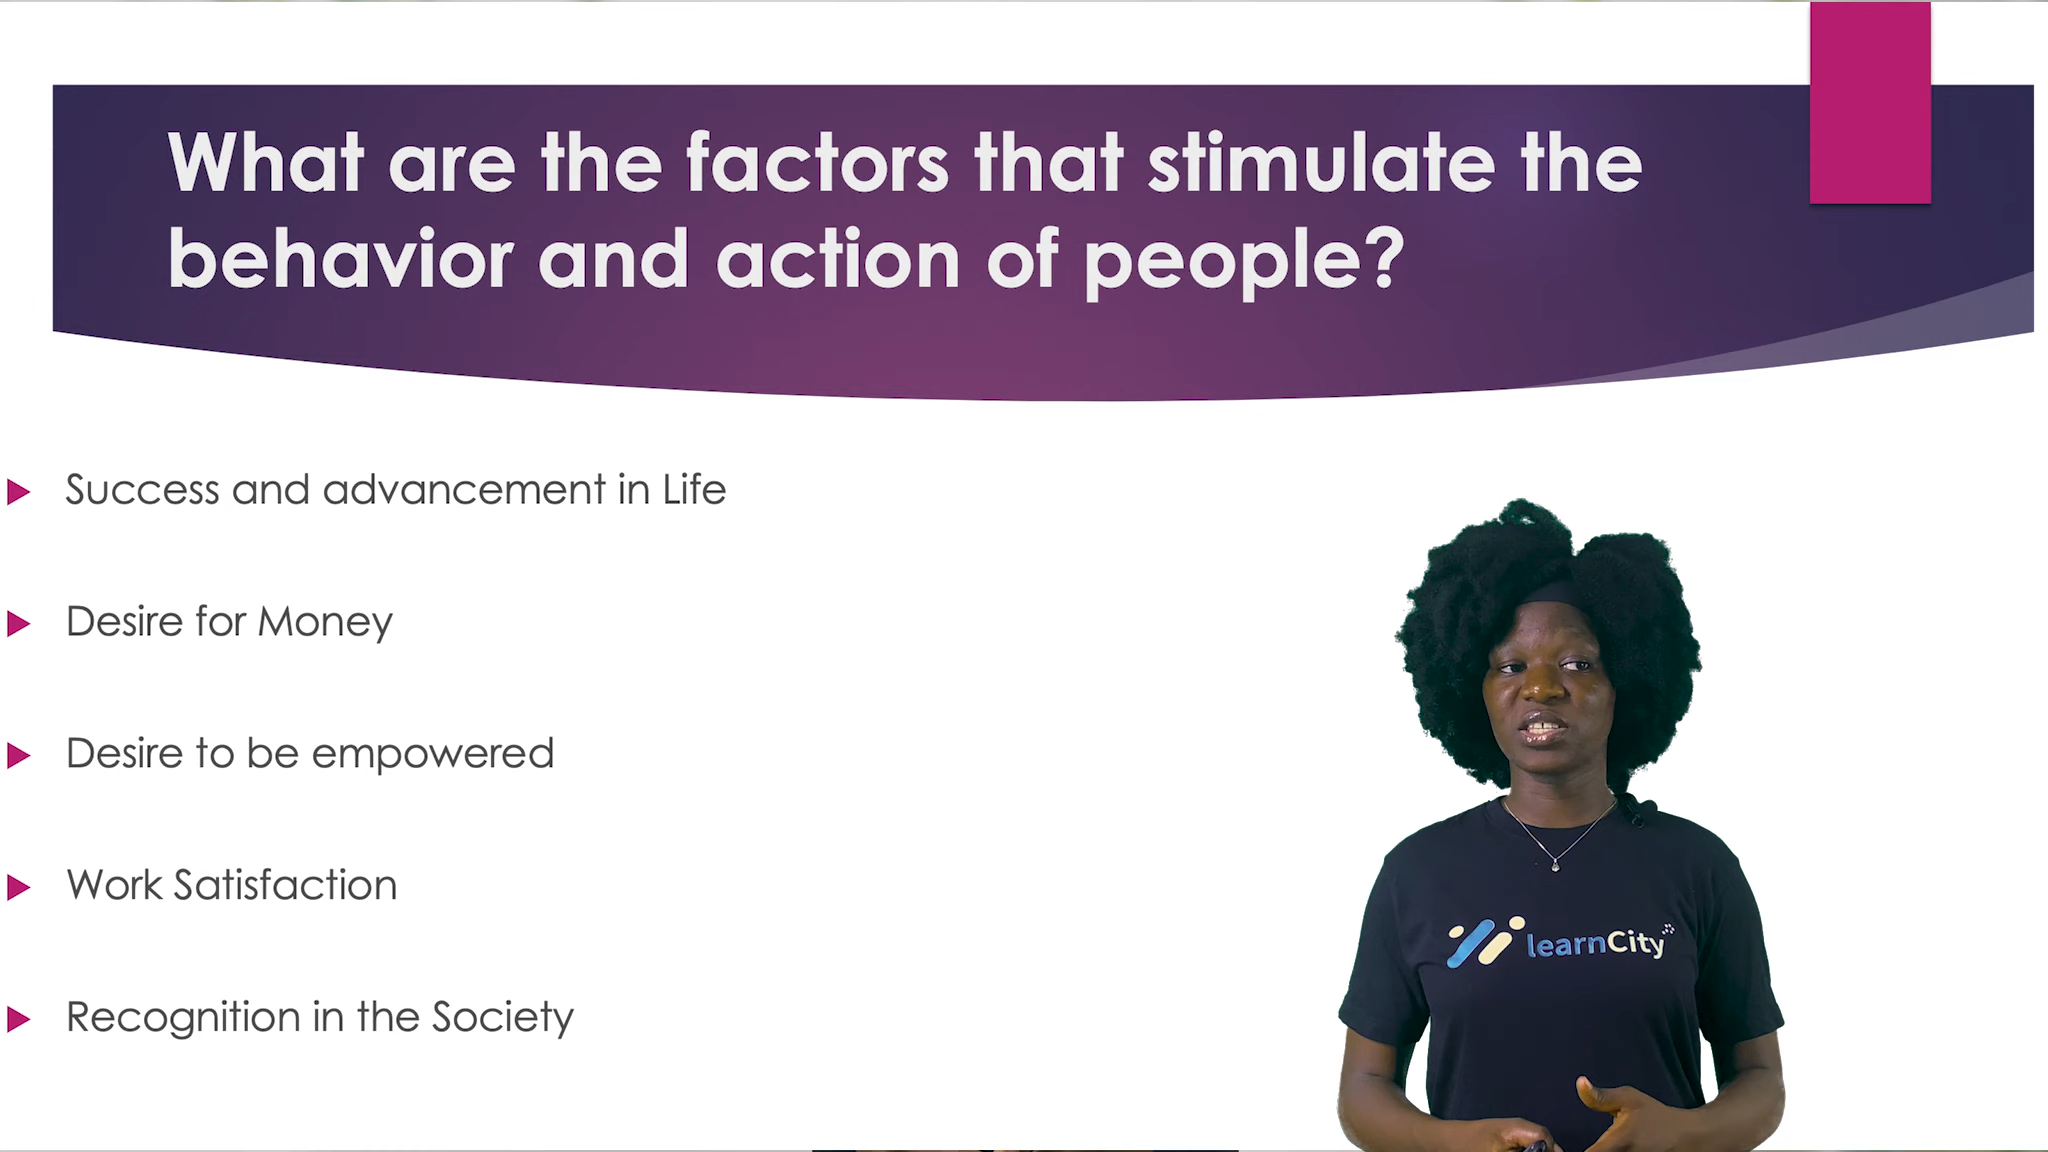 What are the factors that stimulate the
behavior and action of people?
Success and advancement in Life
Desire for Money
Desire to be empowered
Work Satisfaction
Recognition in the Society
learnCity